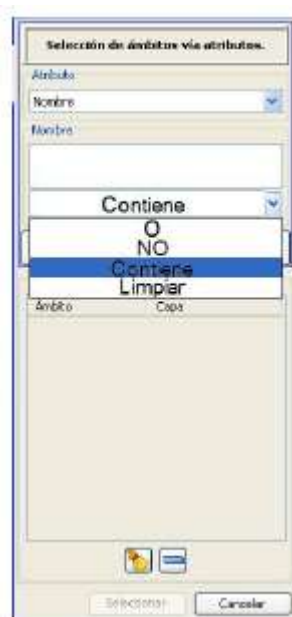 Selección de ámbitos vía atributos.
Atributo
Nombre
Nombre
Contiene
O
NO
Contiene
Limpiar
Ámbito Capa
Seleccionar Cancelar